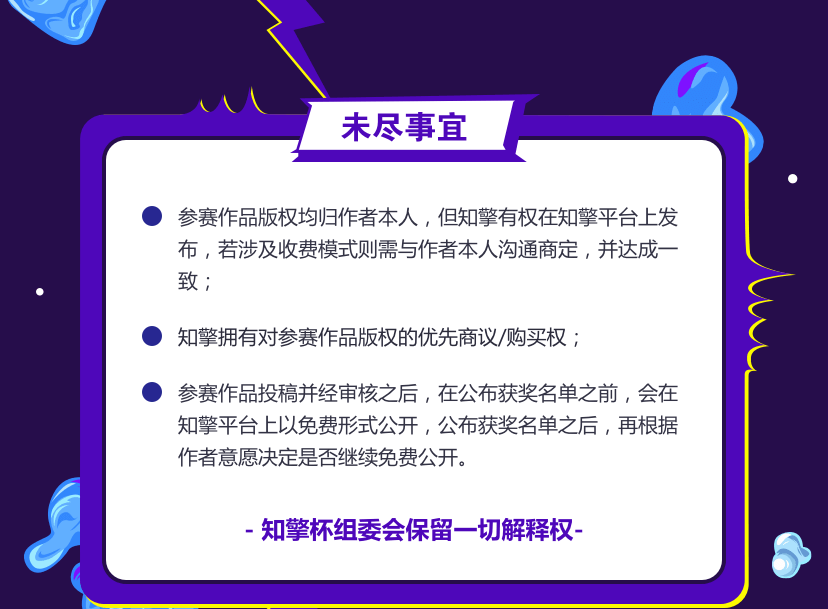 未尽事宜
参赛作品版权均归作者本人，但知擎有权在知擎平台上发
布，若涉及收费模式则需与作者本人沟通商定，并达成一
致；
知擎拥有对参赛作品版权的优先商议/购买权；
参赛作品投稿并经审核之后，在公布获奖名单之前，会在
知擎平台上以免费形式公开，公布获奖名单之后，再根据
作者意愿决定是否继续免费公开。
- 知擎杯组委会保留一切解释权-